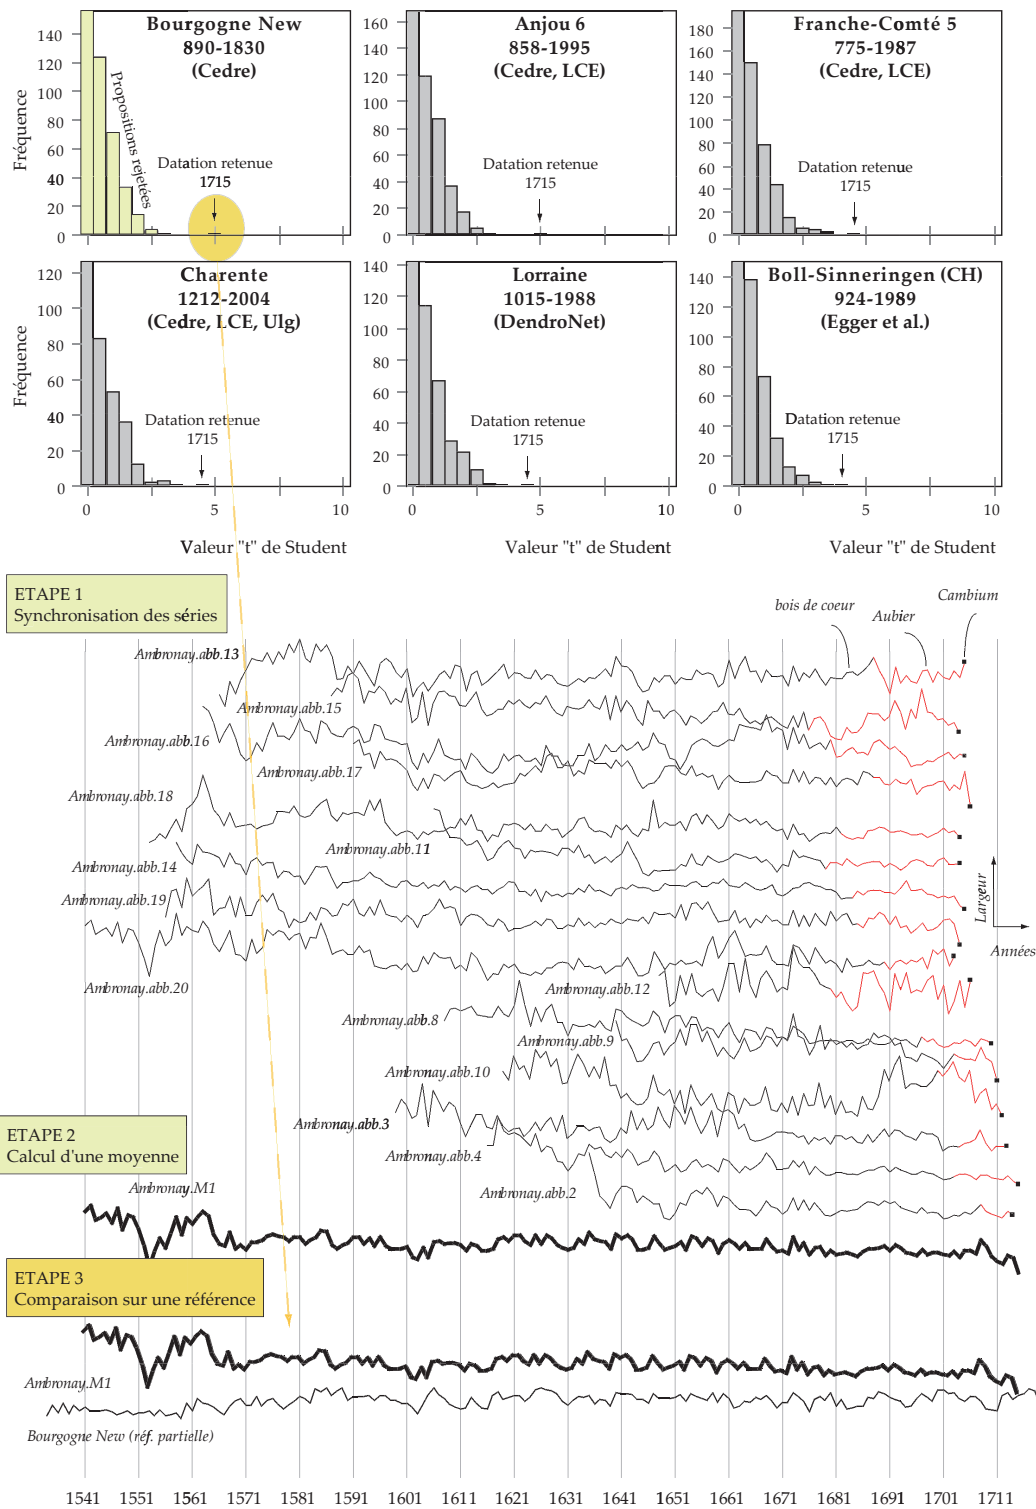 Bourgogne New
890-1830
(Cedre)
Fréquence
140
120
100
80
60
40
20
0
Propositions rejetées
Datation retenue
1715
Anjou 6
858-1995
(Cedre, LCE)
160
140
120
100
80
60
40
20
0
Datation retenue
1715
Franche-Comté 5
775-1987
(Cedre, LCE)
180
160
140
120
100
80
60
40
20
0
Datation retenue
1715
Charente
1212-2004
(Cedre, LCE, Ulg)
Fréquence
120
100
80
60
40
20
0
Datation retenue
1715
0 5 10
Valeur "t" de Student
Lorraine
1015-1988
(DendroNet)
140
120
100
80
60
40
20
0
Datation retenue
1715
0 5 10
Valeur "t" de Student
Boll-Sinneringen (CH)
924-1989
(Egger et al.)
140
120
100
80
60
40
20
0
Datation retenue
1715
0 5 10
Valeur "t" de Student
ETAPE 1
Synchronisation des séries
bois de coeur
Aubier
Cambium
Ambronay.abb.13
Ambronay.abb.15
Ambronay.abb.16
Ambronay.abb.17
Ambronay.abb.18
Ambronay.abb.11
Ambronay.abb.14
Ambronay.abb.19
Largeur
Années
Ambronay.abb.20
Ambronay.abb.12
Ambronay.abb.8
Ambronay.abb.9
Ambronay.abb.10
Ambronay.abb.3
Ambronay.abb.4
Ambronay.abb.2
ETAPE 2
Calcul d'une moyenne
Ambronay.M1
ETAPE 3
Comparaison sur une référence
Ambronay.M1
Bourgogne New (réf. partielle)
1541 1551 1561 1571 1581 1591 1601 1611 1621 1631 1641 1651 1661 1671 1681 1691 1701 1711